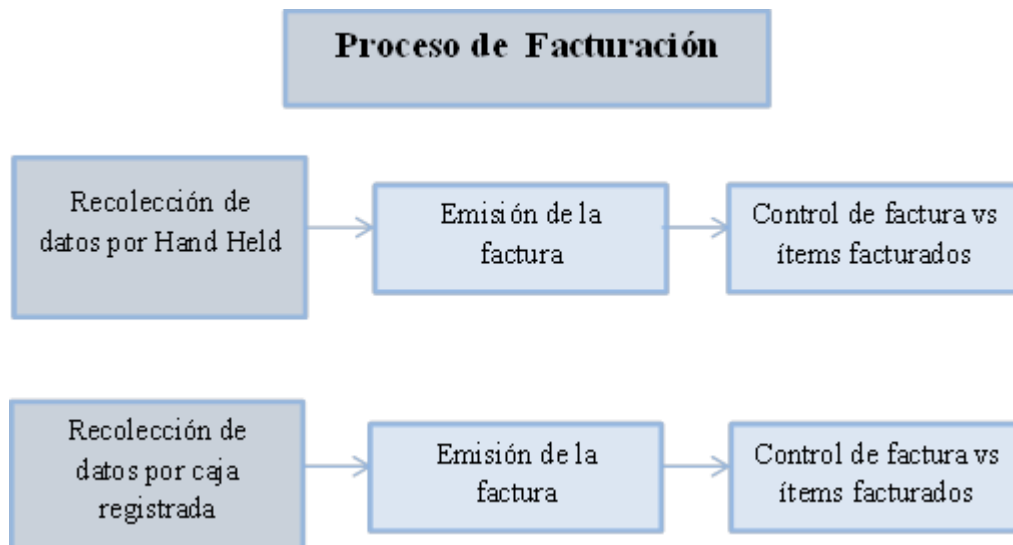 Proceso de Facturación
Recolección de
datos por Hand Held
Emisión de la
factura
Control de factura vs
ítems facturados
Recolección de
datos por caja
registrada
Emisión de la
factura
Control de factura vs
ítems facturados